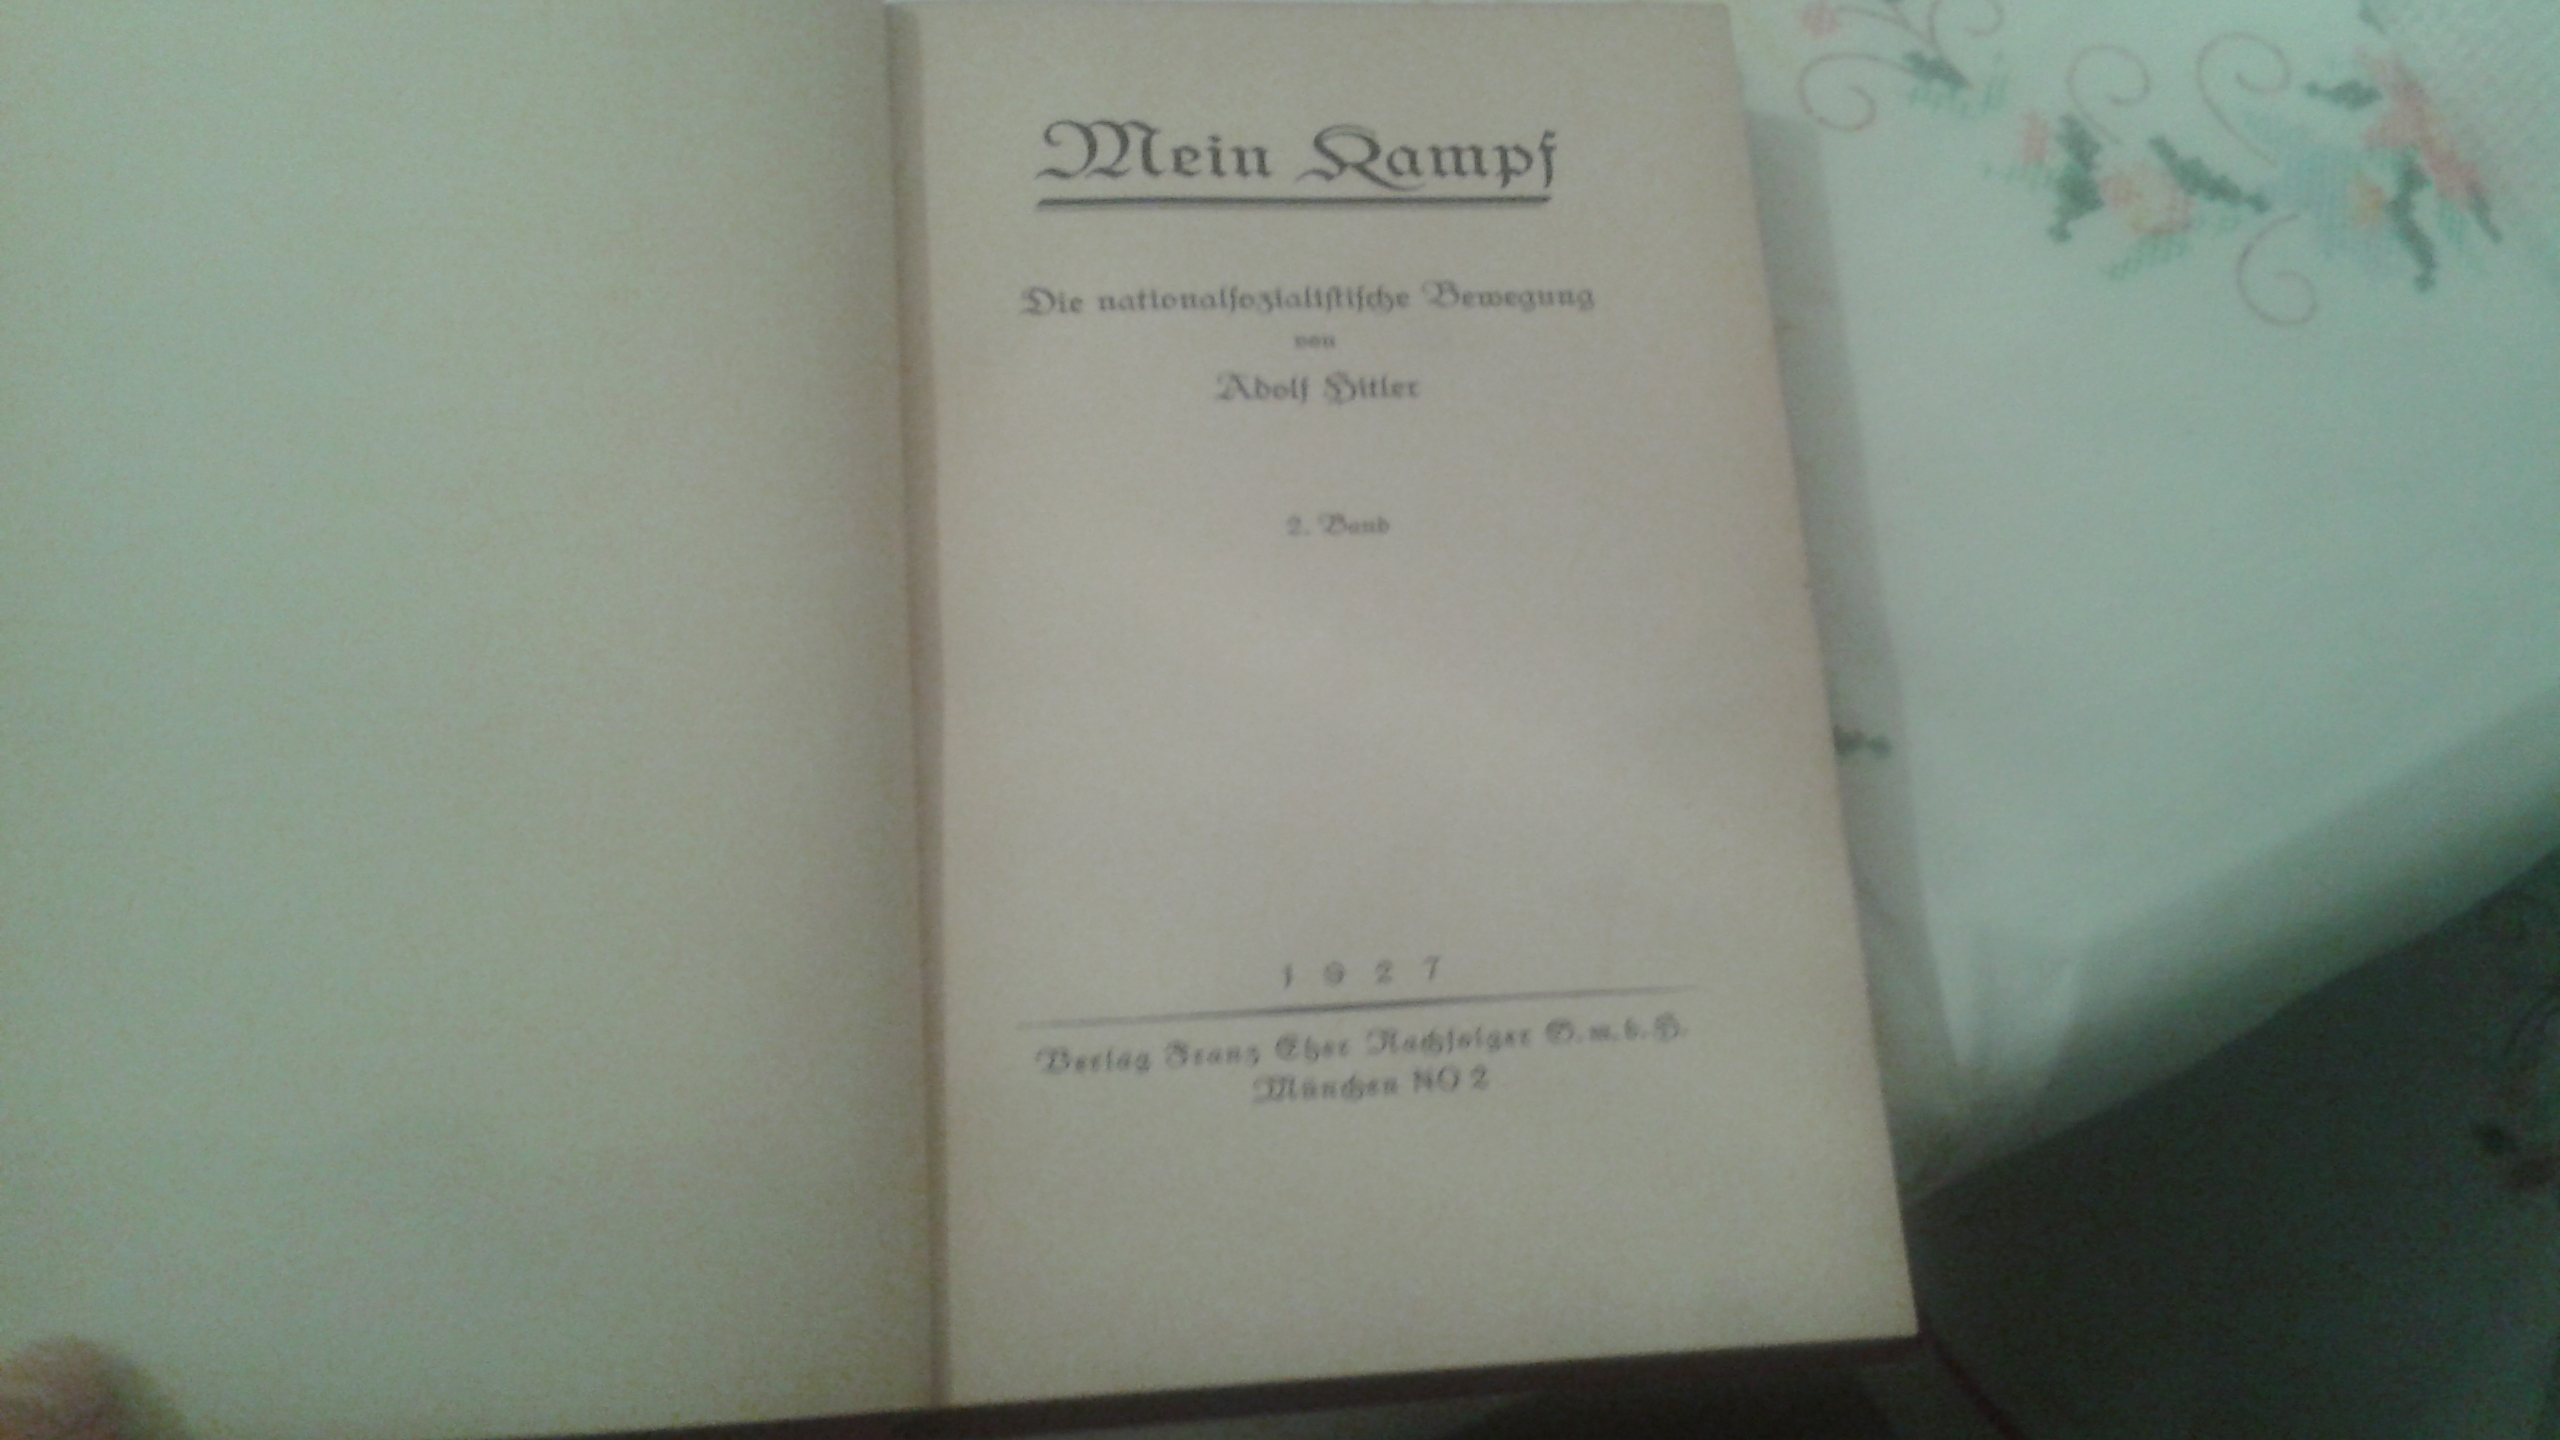 Mein Kampf
Die nationalsozialistische Bewegung
von
Adolf Hitler
2. Band
1927
Verlag Franz Eher Nachfolger G.m.b.H.
München NO 2